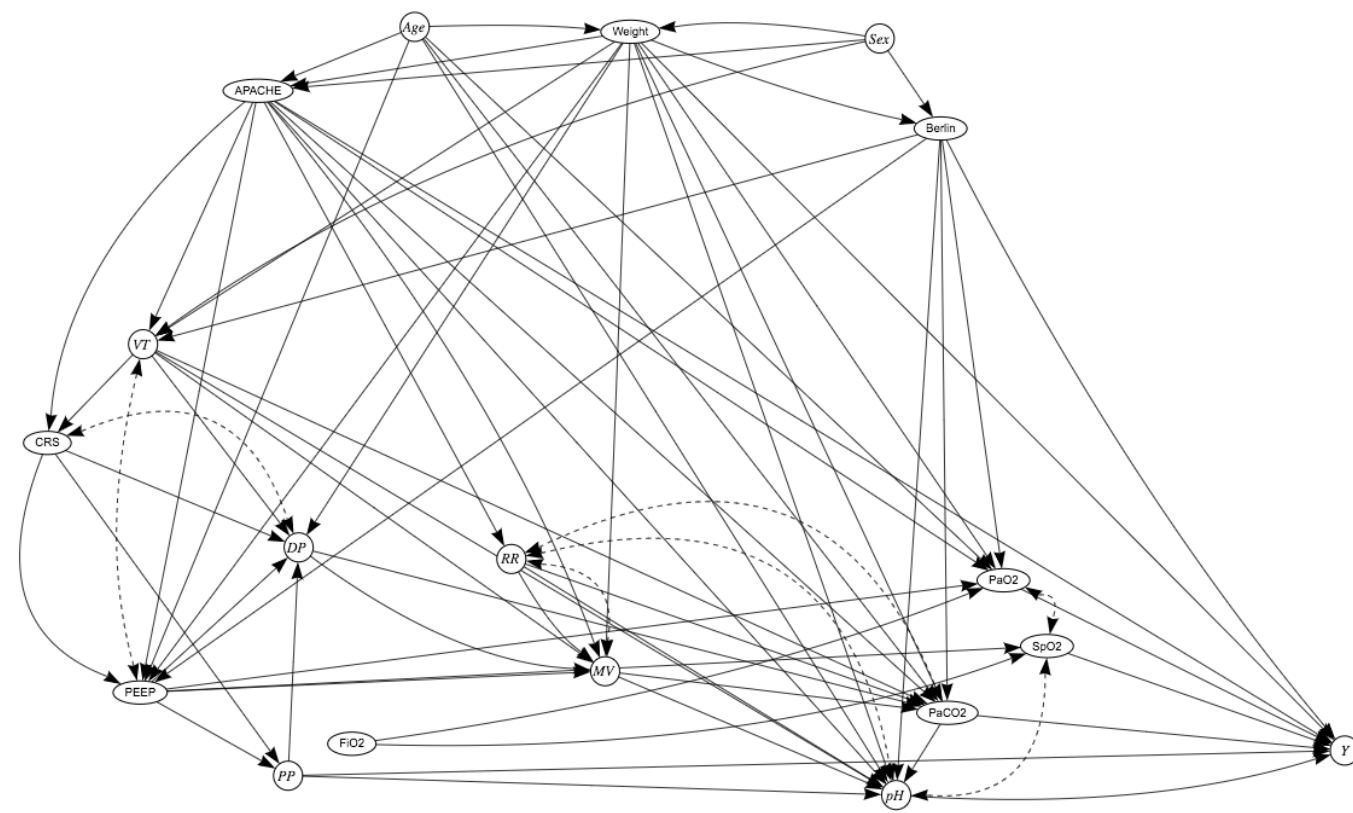 Age
Weight
Sex
APACHE
Berlin
VT
CRS
DP
RR
PaO2
SpO2
MV
PEEP
PaCO2
FiO2
Y
PP
pH